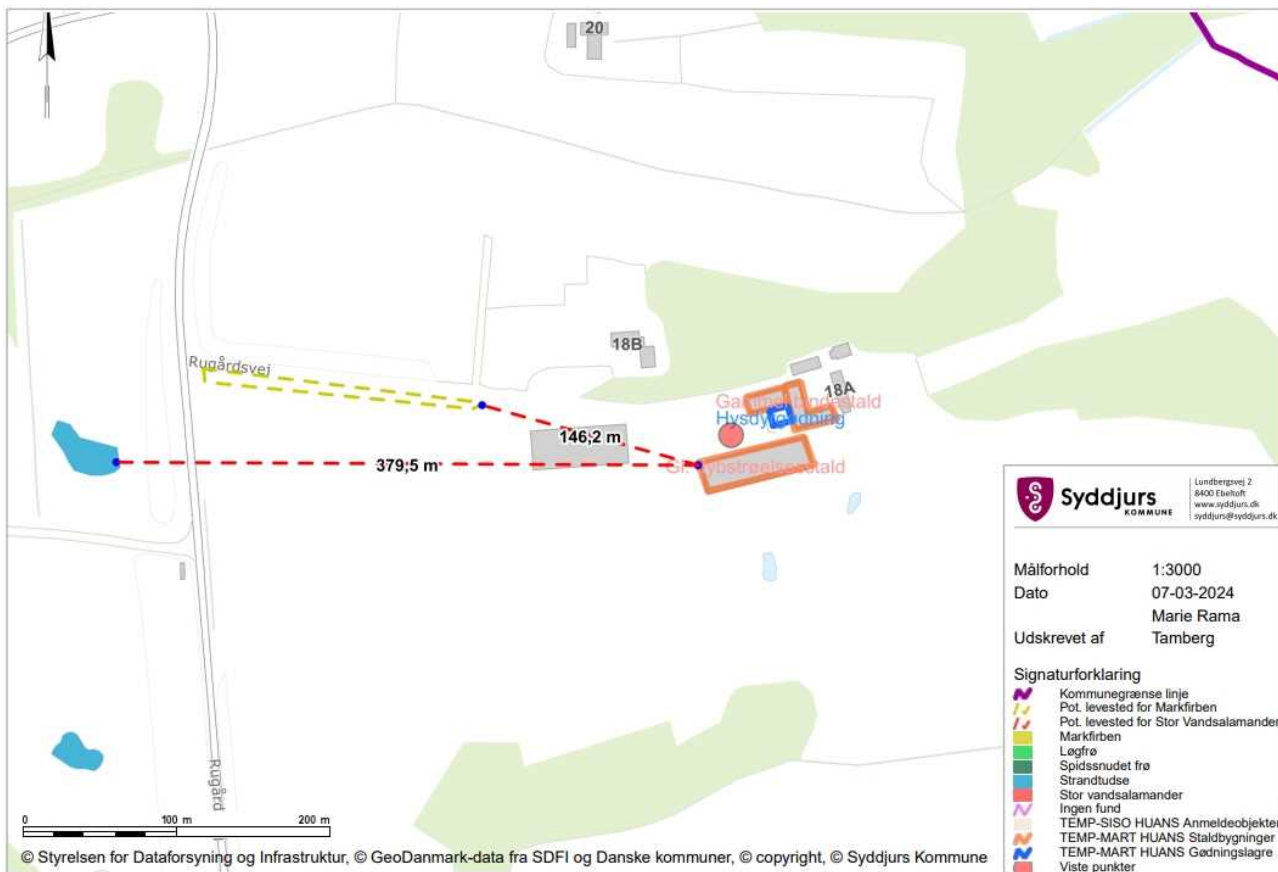 20
Rugårdsvej
18B
18A
Hysdyrgødning
146,2 m
379,5 m
Rugård
0 100 m 200 m
© Styrelsen for Dataforsyning og Infrastruktur, © GeoDanmark-data fra SDFI og Danske kommuner, © copyright, © Syddjurs Kommune
Syddjurs
KOMMUNE
Lundbergsvej 2
8400 Ebeltoft
www.syddjurs.dk
syddjurs@syddjurs.dk
Målforhold 1:3000
Dato 07-03-2024
Marie Rama
Udskrevet af Tamberg
Signaturforklaring
Kommunegrænse linje
Pot. levested for Markfirben
Pot. levested for Stor Vandsalamander
Markfirben
Løgfrø
Spidssnudet frø
Strandtudse
Stor vandsalamander
Ingen fund
TEMP-SISO HUANS Anmeldeobjekter
TEMP-MART HUANS Staldbygninger
TEMP-MART HUANS Gødningslagre
Viste punkter